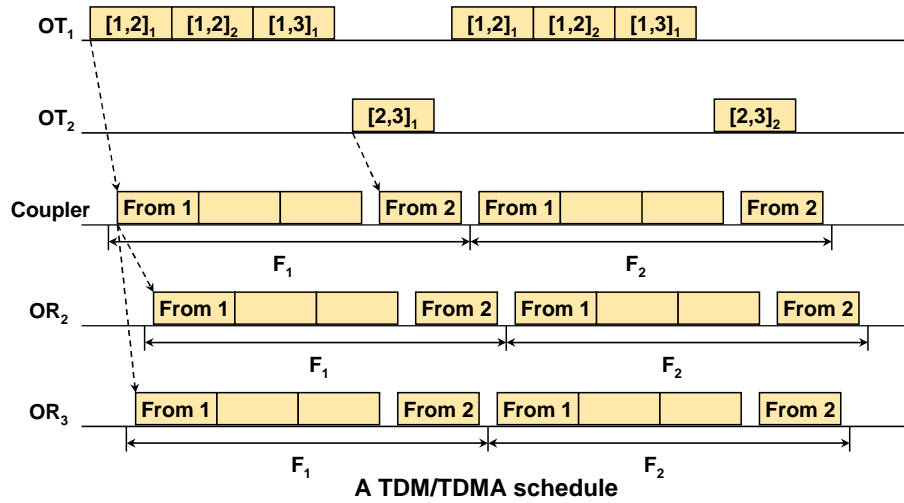 OT₁ [1,2]₁ [1,2]₂ [1,3]₁ [1,2]₁ [1,2]₂ [1,3]₁
OT₂ [2,3]₁ [2,3]₂
Coupler From 1 From 2 From 1 From 2
F₁ F₂
OR₂ From 1 From 2 From 1 From 2
F₁ F₂
OR₃ From 1 From 2 From 1 From 2
F₁ F₂
A TDM/TDMA schedule